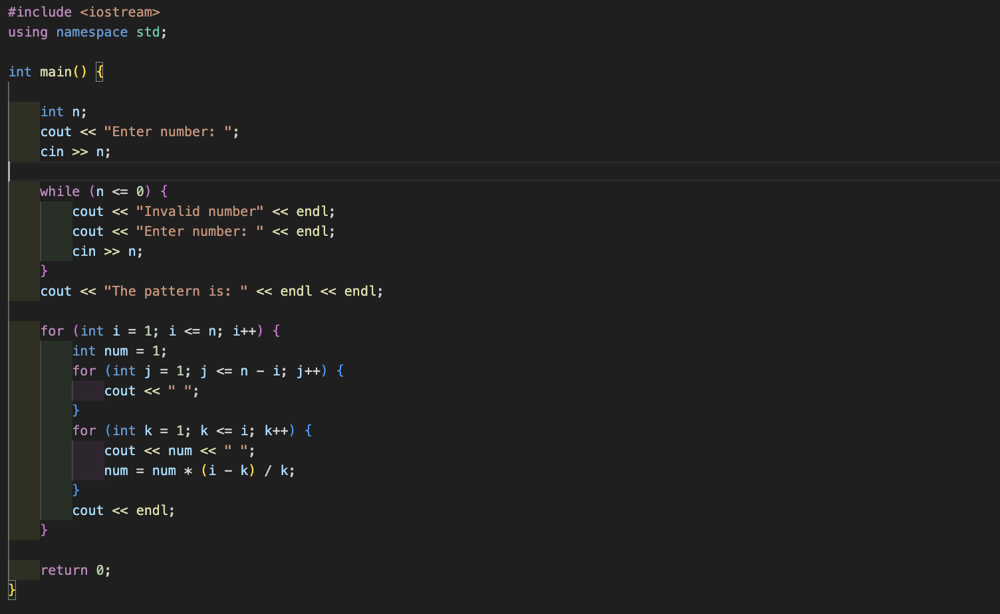 #include <iostream>
using namespace std;
int main() {
int n;
cout << "Enter number: ";
cin >> n;
while (n <= 0) {
cout << "Invalid number" << endl;
cout << "Enter number: " << endl;
cin >> n;
}
cout << "The pattern is: " << endl << endl;
for (int i = 1; i <= n; i++) {
int num = 1;
for (int j = 1; j <= n - i; j++) {
cout << " ";
}
for (int k = 1; k <= i; k++) {
cout << num << " ";
num = num * (i - k) / k;
}
cout << endl;
}
return 0;
}